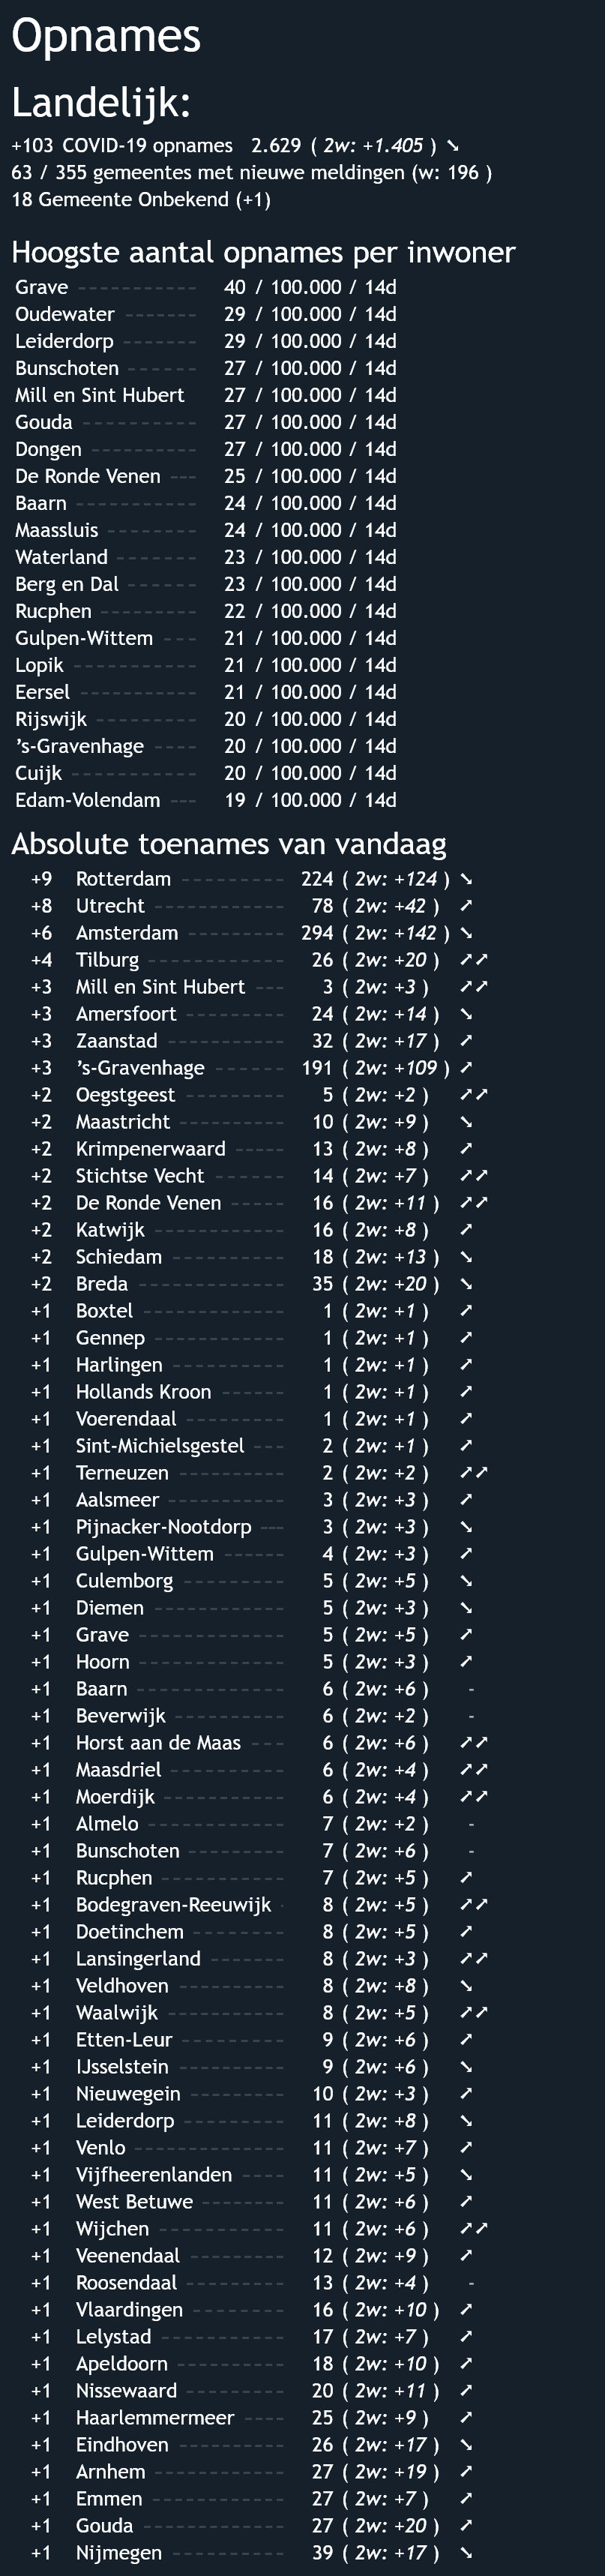 Opnames
Landelijk:
+103 COVID-19 opnames 2.629 ( 2w: +1.405 ) ➘
63 / 355 gemeentes met nieuwe meldingen (w: 196 )
18 Gemeente Onbekend (+1)
Hoogste aantal opnames per inwoner
Grave ----------- 40 / 100.000 / 14d
Oudewater ------- 29 / 100.000 / 14d
Leiderdorp ------- 29 / 100.000 / 14d
Bunschoten ------ 27 / 100.000 / 14d
Mill en Sint Hubert 27 / 100.000 / 14d
Gouda ---------- 27 / 100.000 / 14d
Dongen ---------- 27 / 100.000 / 14d
De Ronde Venen --- 25 / 100.000 / 14d
Baarn ----------- 24 / 100.000 / 14d
Maassluis -------- 24 / 100.000 / 14d
Waterland ------- 23 / 100.000 / 14d
Berg en Dal ------ 23 / 100.000 / 14d
Rucphen --------- 22 / 100.000 / 14d
Gulpen-Wittem --- 21 / 100.000 / 14d
Lopik ----------- 21 / 100.000 / 14d
Eersel ----------- 21 / 100.000 / 14d
Rijswijk --------- 20 / 100.000 / 14d
’s-Gravenhage ---- 20 / 100.000 / 14d
Cuijk ----------- 20 / 100.000 / 14d
Edam-Volendam --- 19 / 100.000 / 14d
Absolute toenames van vandaag
+9 Rotterdam --------- 224 ( 2w: +124 ) ➘
+8 Utrecht ----------- 78 ( 2w: +42 ) ➚
+6 Amsterdam --------- 294 ( 2w: +142 ) ➘
+4 Tilburg ----------- 26 ( 2w: +20 ) ➚➚
+3 Mill en Sint Hubert --- 3 ( 2w: +3 ) ➚➚
+3 Amersfoort --------- 24 ( 2w: +14 ) ➘
+3 Zaanstad ---------- 32 ( 2w: +17 ) ➚
+3 ’s-Gravenhage ------ 191 ( 2w: +109 ) ➚
+2 Oegstgeest --------- 5 ( 2w: +2 ) ➚➚
+2 Maastricht --------- 10 ( 2w: +9 ) ➘
+2 Krimpenerwaard ----- 13 ( 2w: +8 ) ➚
+2 Stichtse Vecht ------ 14 ( 2w: +7 ) ➚➚
+2 De Ronde Venen ----- 16 ( 2w: +11 ) ➚➚
+2 Katwijk ----------- 16 ( 2w: +8 ) ➚
+2 Schiedam ---------- 18 ( 2w: +13 ) ➘
+2 Breda ------------ 35 ( 2w: +20 ) ➘
+1 Boxtel ------------ 1 ( 2w: +1 ) ➚
+1 Gennep ----------- 1 ( 2w: +1 ) ➚
+1 Harlingen ---------- 1 ( 2w: +1 ) ➚
+1 Hollands Kroon ------ 1 ( 2w: +1 ) ➚
+1 Voerendaal --------- 1 ( 2w: +1 ) ➚
+1 Sint-Michielsgestel --- 2 ( 2w: +1 ) ➚
+1 Terneuzen --------- 2 ( 2w: +2 ) ➚➚
+1 Aalsmeer ---------- 3 ( 2w: +3 ) ➚
+1 Pijnacker-Nootdorp --- 3 ( 2w: +3 ) ➘
+1 Gulpen-Wittem ------ 4 ( 2w: +3 ) ➚
+1 Culemborg --------- 5 ( 2w: +5 ) ➘
+1 Diemen ----------- 5 ( 2w: +3 ) ➘
+1 Grave ------------ 5 ( 2w: +5 ) ➚
+1 Hoorn ------------ 5 ( 2w: +3 ) ➚
+1 Baarn ------------ 6 ( 2w: +6 ) -
+1 Beverwijk ---------- 6 ( 2w: +2 ) -
+1 Horst aan de Maas --- 6 ( 2w: +6 ) ➚➚
+1 Maasdriel ---------- 6 ( 2w: +4 ) ➚➚
+1 Moerdijk ---------- 6 ( 2w: +4 ) ➚➚
+1 Almelo ----------- 7 ( 2w: +2 ) -
+1 Bunschoten --------- 7 ( 2w: +6 ) -
+1 Rucphen ---------- 7 ( 2w: +5 ) ➚
+1 Bodegraven-Reeuwijk - 8 ( 2w: +5 ) ➚➚
+1 Doetinchem -------- 8 ( 2w: +5 ) ➚
+1 Lansingerland ------- 8 ( 2w: +3 ) ➚➚
+1 Veldhoven --------- 8 ( 2w: +8 ) ➘
+1 Waalwijk ---------- 8 ( 2w: +5 ) ➚➚
+1 Etten-Leur --------- 9 ( 2w: +6 ) ➚
+1 IJsselstein --------- 9 ( 2w: +6 ) ➘
+1 Nieuwegein -------- 10 ( 2w: +3 ) ➚
+1 Leiderdorp --------- 11 ( 2w: +8 ) ➘
+1 Venlo ------------ 11 ( 2w: +7 ) ➚
+1 Vijfheerenlanden ----- 11 ( 2w: +5 ) ➘
+1 West Betuwe ------- 11 ( 2w: +6 ) ➚
+1 Wijchen ----------- 11 ( 2w: +6 ) ➚➚
+1 Veenendaal -------- 12 ( 2w: +9 ) ➚
+1 Roosendaal --------- 13 ( 2w: +4 ) -
+1 Vlaardingen -------- 16 ( 2w: +10 ) ➚
+1 Lelystad ----------- 17 ( 2w: +7 ) ➚
+1 Apeldoorn --------- 18 ( 2w: +10 ) ➚
+1 Nissewaard --------- 20 ( 2w: +11 ) ➚
+1 Haarlemmermeer ---- 25 ( 2w: +9 ) ➚
+1 Eindhoven --------- 26 ( 2w: +17 ) ➘
+1 Arnhem ----------- 27 ( 2w: +19 ) ➚
+1 Emmen ----------- 27 ( 2w: +7 ) ➚
+1 Gouda ------------ 27 ( 2w: +20 ) ➚
+1 Nijmegen ---------- 39 ( 2w: +17 ) ➘